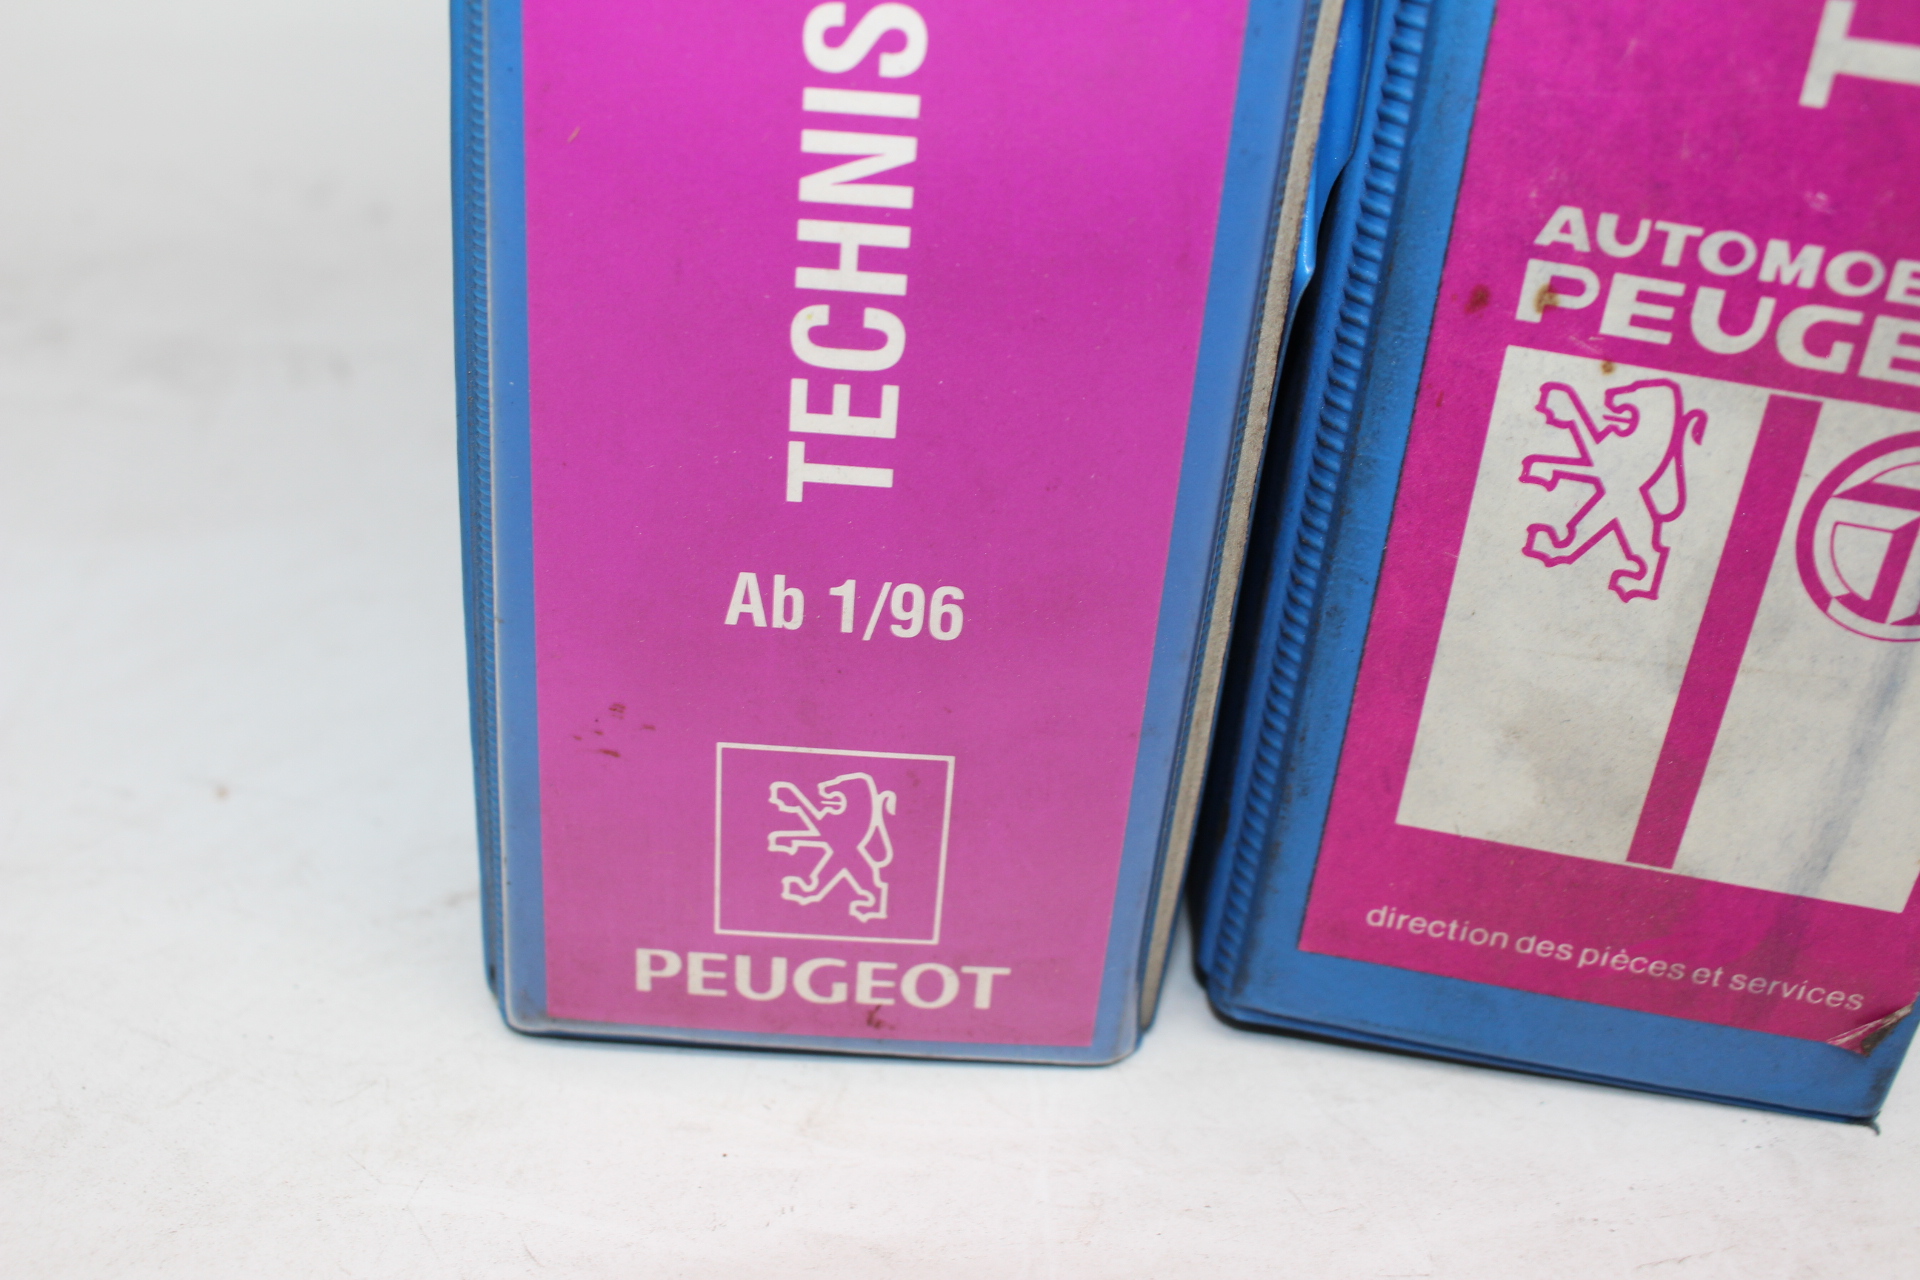 TECHNIS
Ab 1/96
PEUGEOT
T
AUTOMOB
PEUGE
direction des pièces et services